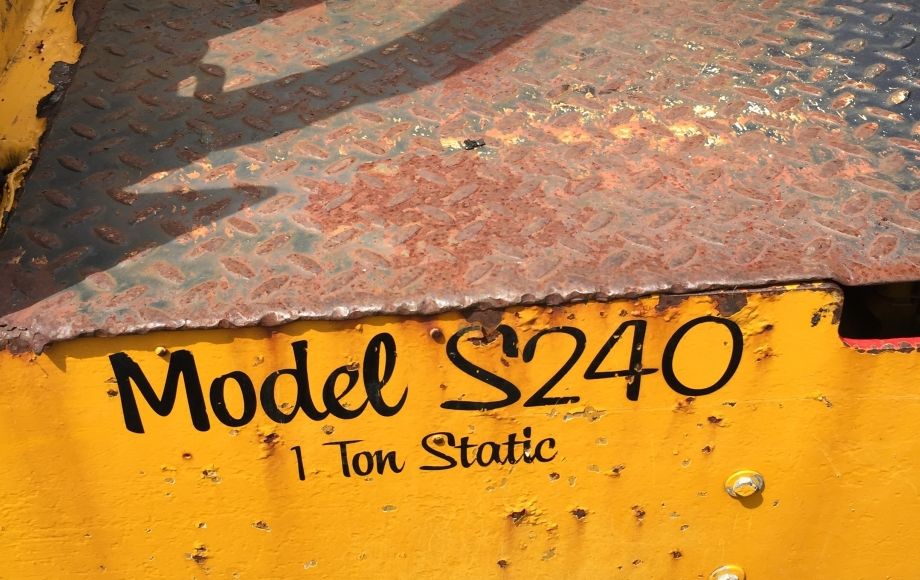 Model S240
1 Ton Static